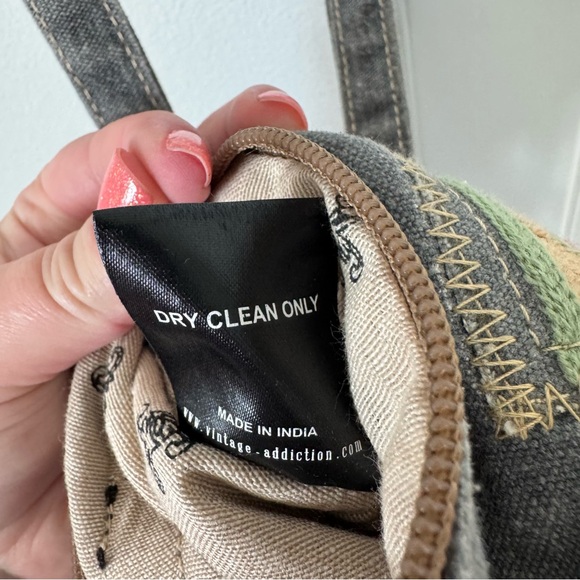 DRY CLEAN ONLY
MADE IN INDIA
www.vintage-addiction.com